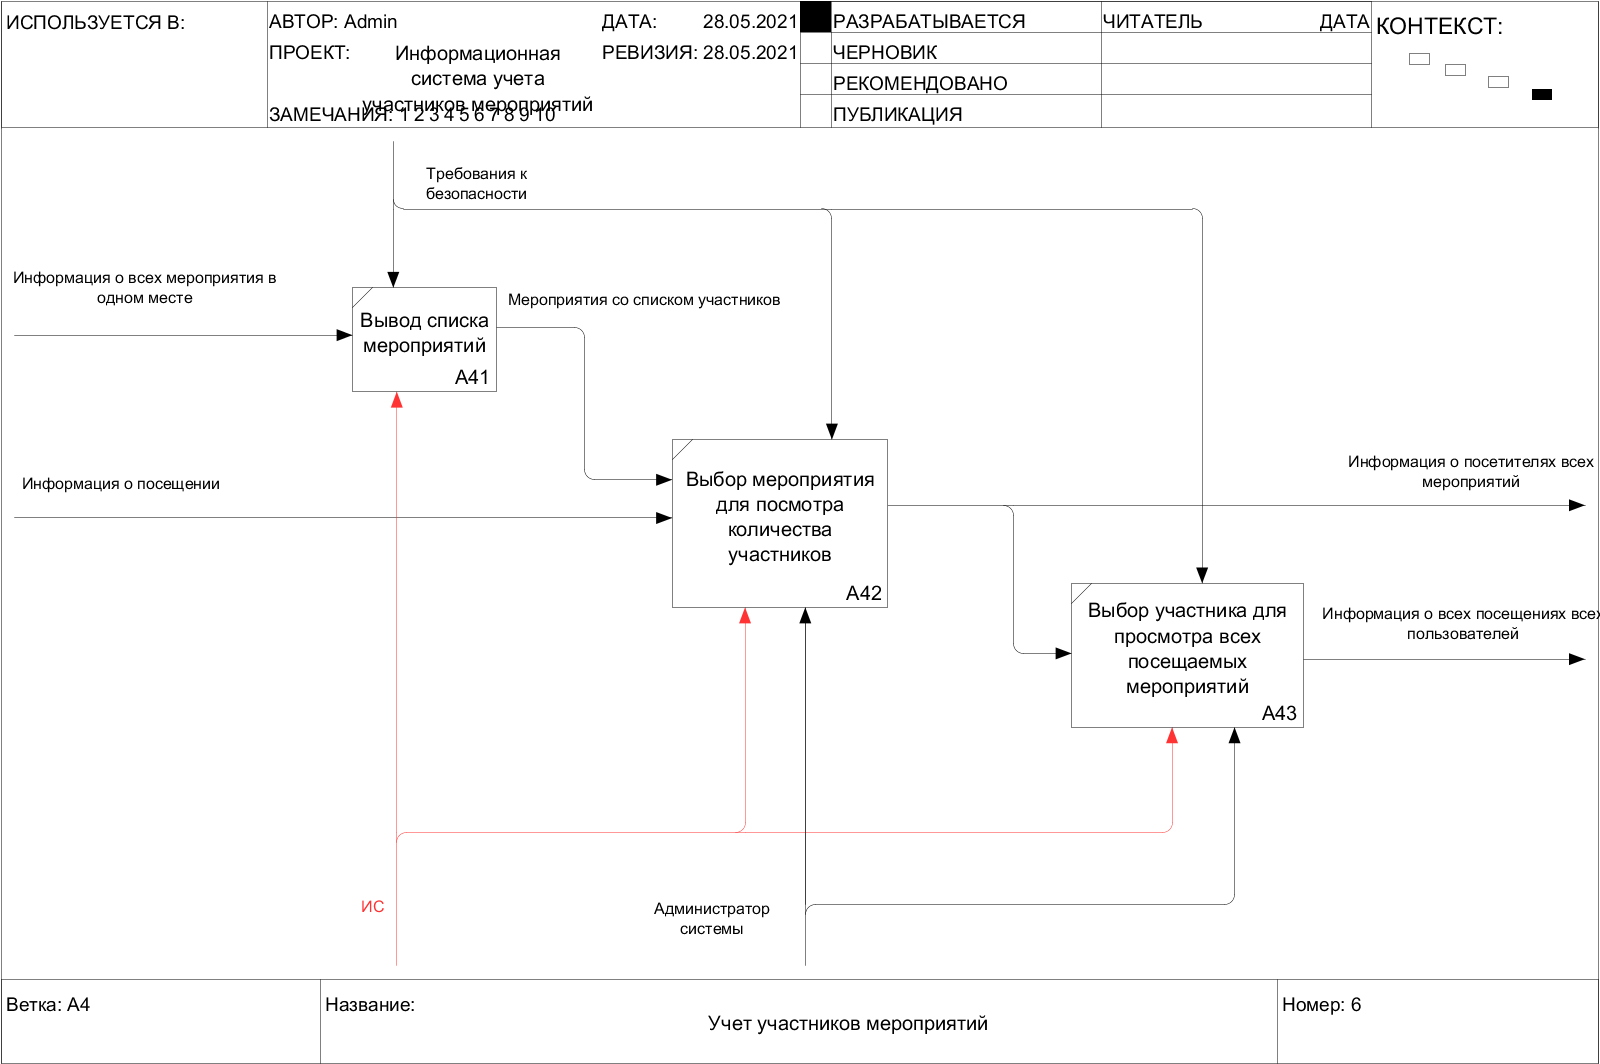 ИСПОЛЬЗУЕТСЯ В:
АВТОР: Admin
ДАТА: 28.05.2021
ПРОЕКТ: Информационная
система учета
участников мероприятий
РЕВИЗИЯ: 28.05.2021
ЗАМЕЧАНИЯ: 1 2 3 4 5 6 7 8 9 10
РАЗРАБАТЫВАЕТСЯ
ЧЕРНОВИК
РЕКОМЕНДОВАНО
ПУБЛИКАЦИЯ
ЧИТАТЕЛЬ
ДАТА
КОНТЕКСТ:
Требования к
безопасности
Информация о всех мероприятия в
одном месте
Вывод списка
мероприятий
A41
Мероприятия со списком участников
Информация о посещении
Выбор мероприятия
для посмотра
количества
участников
A42
Информация о посетителях всех
мероприятий
Выбор участника для
просмотра всех
посещаемых
мероприятий
A43
Информация о всех посещениях всех
пользователей
ИС
Администратор
системы
Ветка: A4
Название:
Учет участников мероприятий
Номер: 6